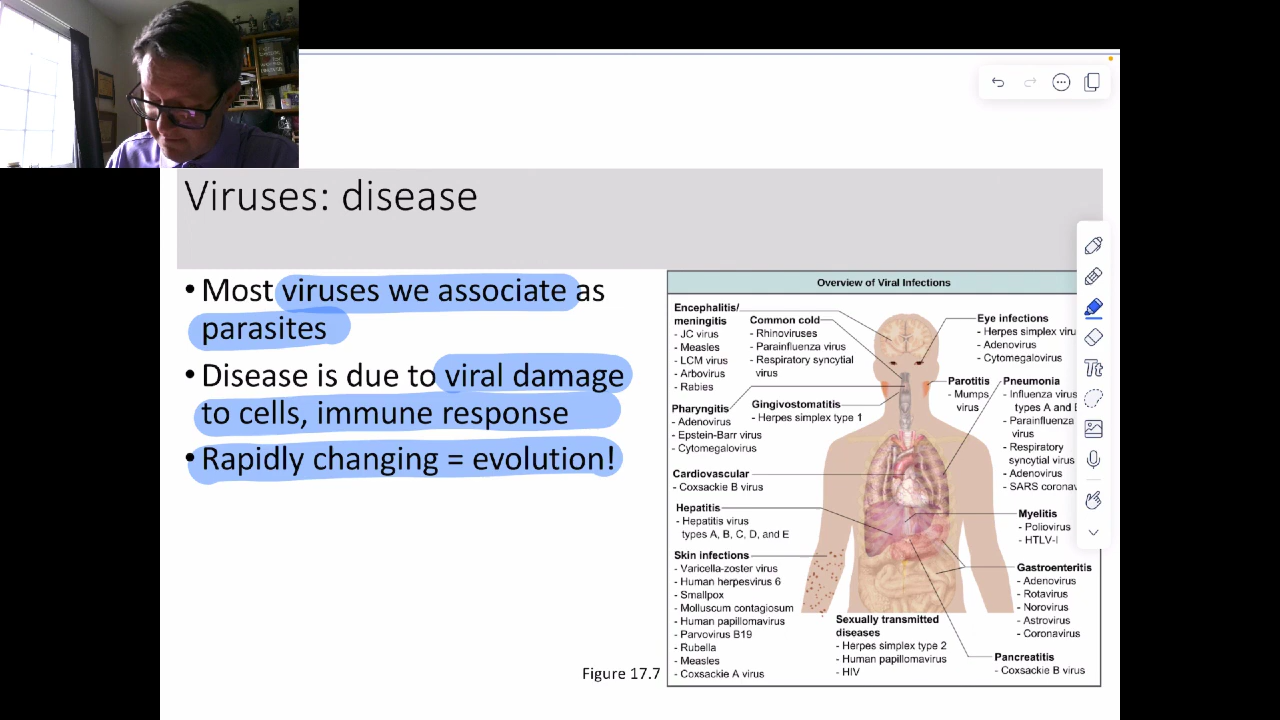 Viruses: disease
• Most viruses we associate as
parasites
• Disease is due to viral damage
to cells, immune response
• Rapidly changing = evolution!
Figure 17.7
Overview of Viral Infections
Encephalitis/
meningitis
- JC virus
- Measles
- LCM virus
- Arbovirus
- Rabies
Common cold
- Rhinoviruses
- Parainfluenza virus
- Respiratory syncytial
virus
Eye infections
- Herpes simplex viru
- Adenovirus
- Cytomegalovirus
Pharyngitis
- Adenovirus
- Epstein-Barr virus
- Cytomegalovirus
Gingivostomatitis
- Herpes simplex type 1
Parotitis
- Mumps
virus
Pneumonia
- Influenza virus
types A and
- Parainfluenza
virus
- Respiratory
syncytial virus
- Adenovirus
- SARS corona
Cardiovascular
- Coxsackie B virus
Hepatitis
- Hepatitis virus
types A, B, C, D, and E
Myelitis
- Poliovirus
- HTLV-I
Skin infections
- Varicella-zoster virus
- Human herpesvirus 6
- Smallpox
- Molluscum contagiosum
- Human papillomavirus
- Parvovirus B19
- Rubella
- Measles
- Coxsackie A virus
Gastroenteritis
- Adenovirus
- Rotavirus
- Norovirus
- Astrovirus
- Coronavirus
Sexually transmitted
diseases
- Herpes simplex type 2
- Human papillomavirus
- HIV
Pancreatitis
- Coxsackie B virus
Tt